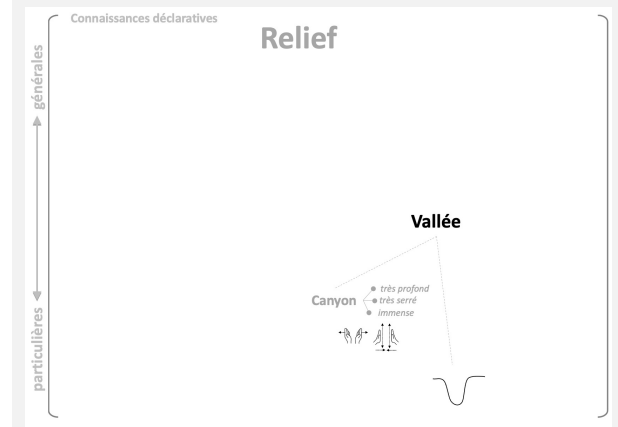 Connaissances déclaratives
Relief
générales
Vallée
Canyon
très profond
très serré
immense
particulières